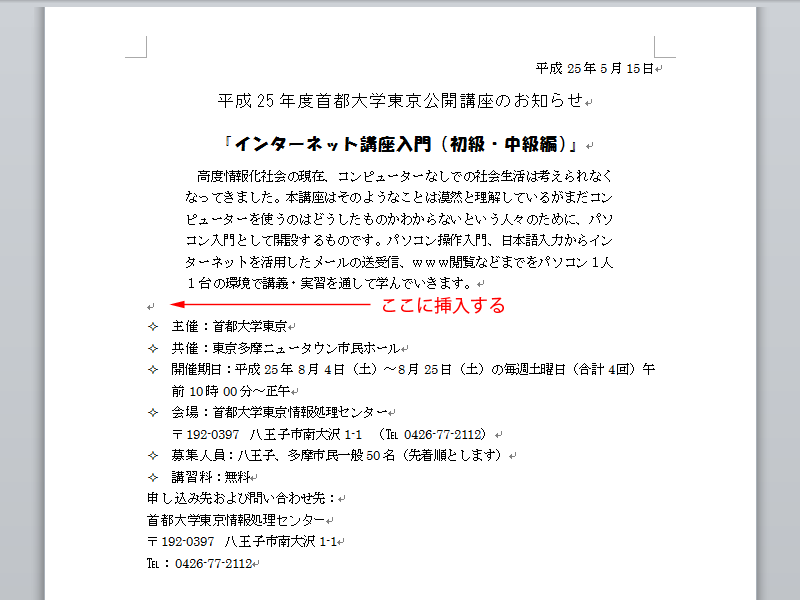 平成 25 年 5 月 15 日
平成 25 年度首都大学東京公開講座のお知らせ
『インターネット講座入門（初級・中級編）』
高度情報化社会の現在、コンピューターなしでの社会生活は考えられなく
なってきました。本講座はそのようなことは漠然と理解しているがまだコン
ピューターを使うのはどうしたものかわからないという人々のために、パソ
コン入門として開設するものです。パソコン操作入門、日本語入力からイン
ターネットを活用したメールの送受信、ｗｗｗ閲覧などまでをパソコン１人
１台の環境で講義・実習を通して学んでいきます。
ここに挿入する
主催：首都大学東京
共催：東京多摩ニュータウン市民ホール
開催期日：平成 25 年 8 月 4 日（土）～8 月 25 日（土）の毎週土曜日（合計 4 回）午
前 10 時 00 分～正午
会場：首都大学東京情報処理センター
〒192-0397 八王子市南大沢 1-1 （℡ 0426-77-2112）
募集人員：八王子、多摩市民一般 50 名（先着順とします）
講習料：無料
申し込み先および問い合わせ先：
首都大学東京情報処理センター
〒192-0397 八王子市南大沢 1-1
℡：0426-77-2112